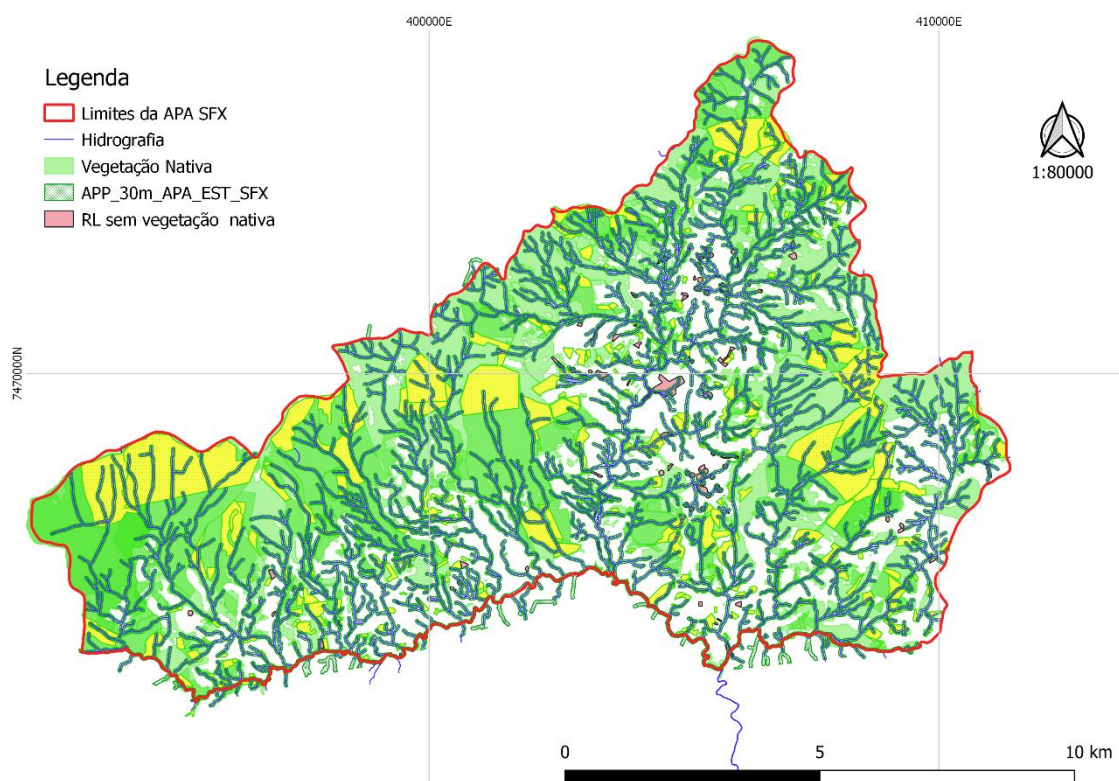 400000E
410000E
Legenda
Limites da APA SFX
Hidrografia
Vegetação Nativa
APP_30m_APA_EST_SFX
RL sem vegetação nativa
1:80000
7470000N
0
5
10 km